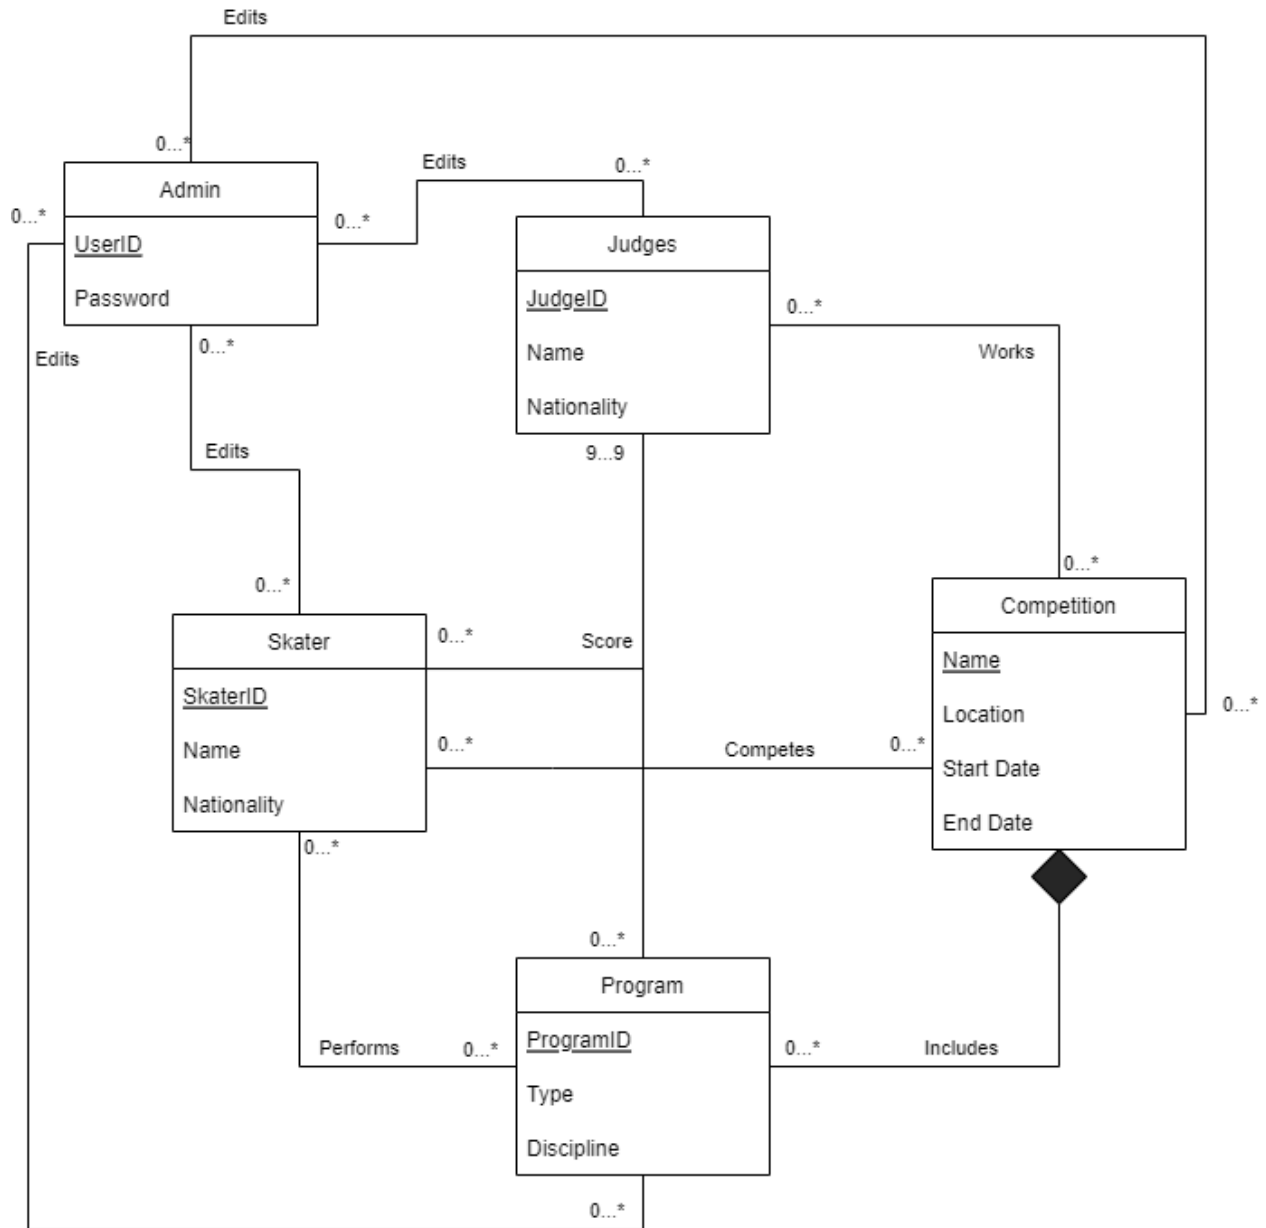 Edits
0...*
Admin
UserID
Password
0...*
0...*
Edits
0...*
Judges
JudgeID
Name
Nationality
0...*
Works
Edits
0...*
Edits
9...9
0...*
0...*
Competition
Name
Location
Start Date
End Date
0...*
Skater
SkaterID
Name
Nationality
0...*
Score
0...*
Competes
0...*
0...*
0...*
Program
ProgramID
Type
Discipline
Performs
0...*
0...*
Includes
0...*